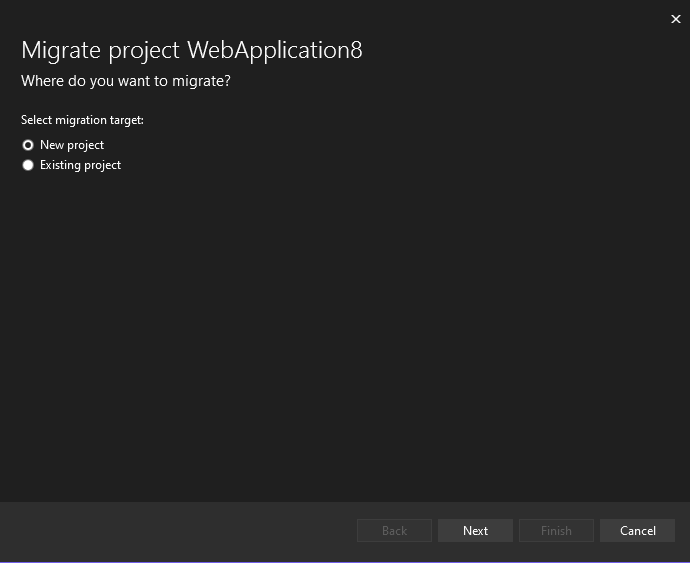 Migrate project WebApplication8
Where do you want to migrate?
Select migration target:
New project
Existing project
Back Next Finish Cancel